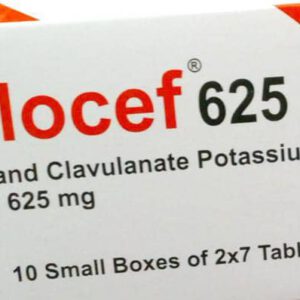 locef® 625
and Clavulanate Potassiu
625 mg
10 Small Boxes of 2x7 Tabl